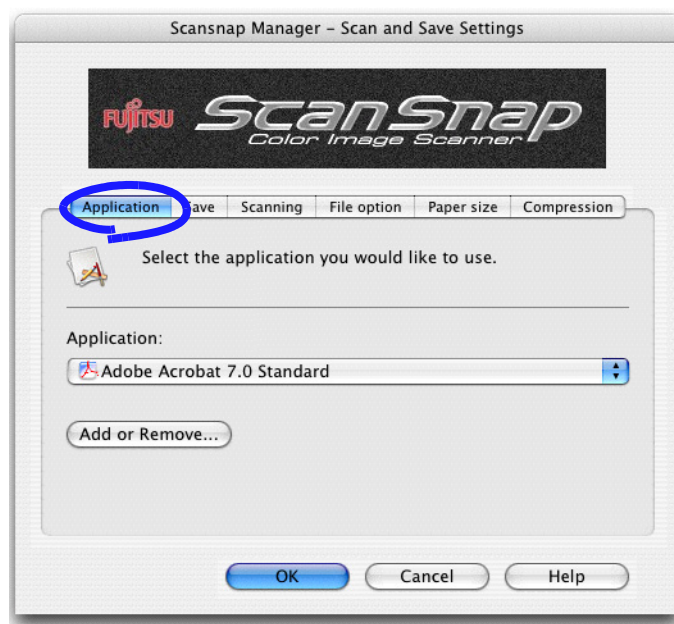 Scansnap Manager – Scan and Save Settings
FUJITSU ScanSnap
Color Image Scanner
Application Save Scanning File option Paper size Compression
Select the application you would like to use.
Application:
Adobe Acrobat 7.0 Standard
Add or Remove...
OK Cancel Help